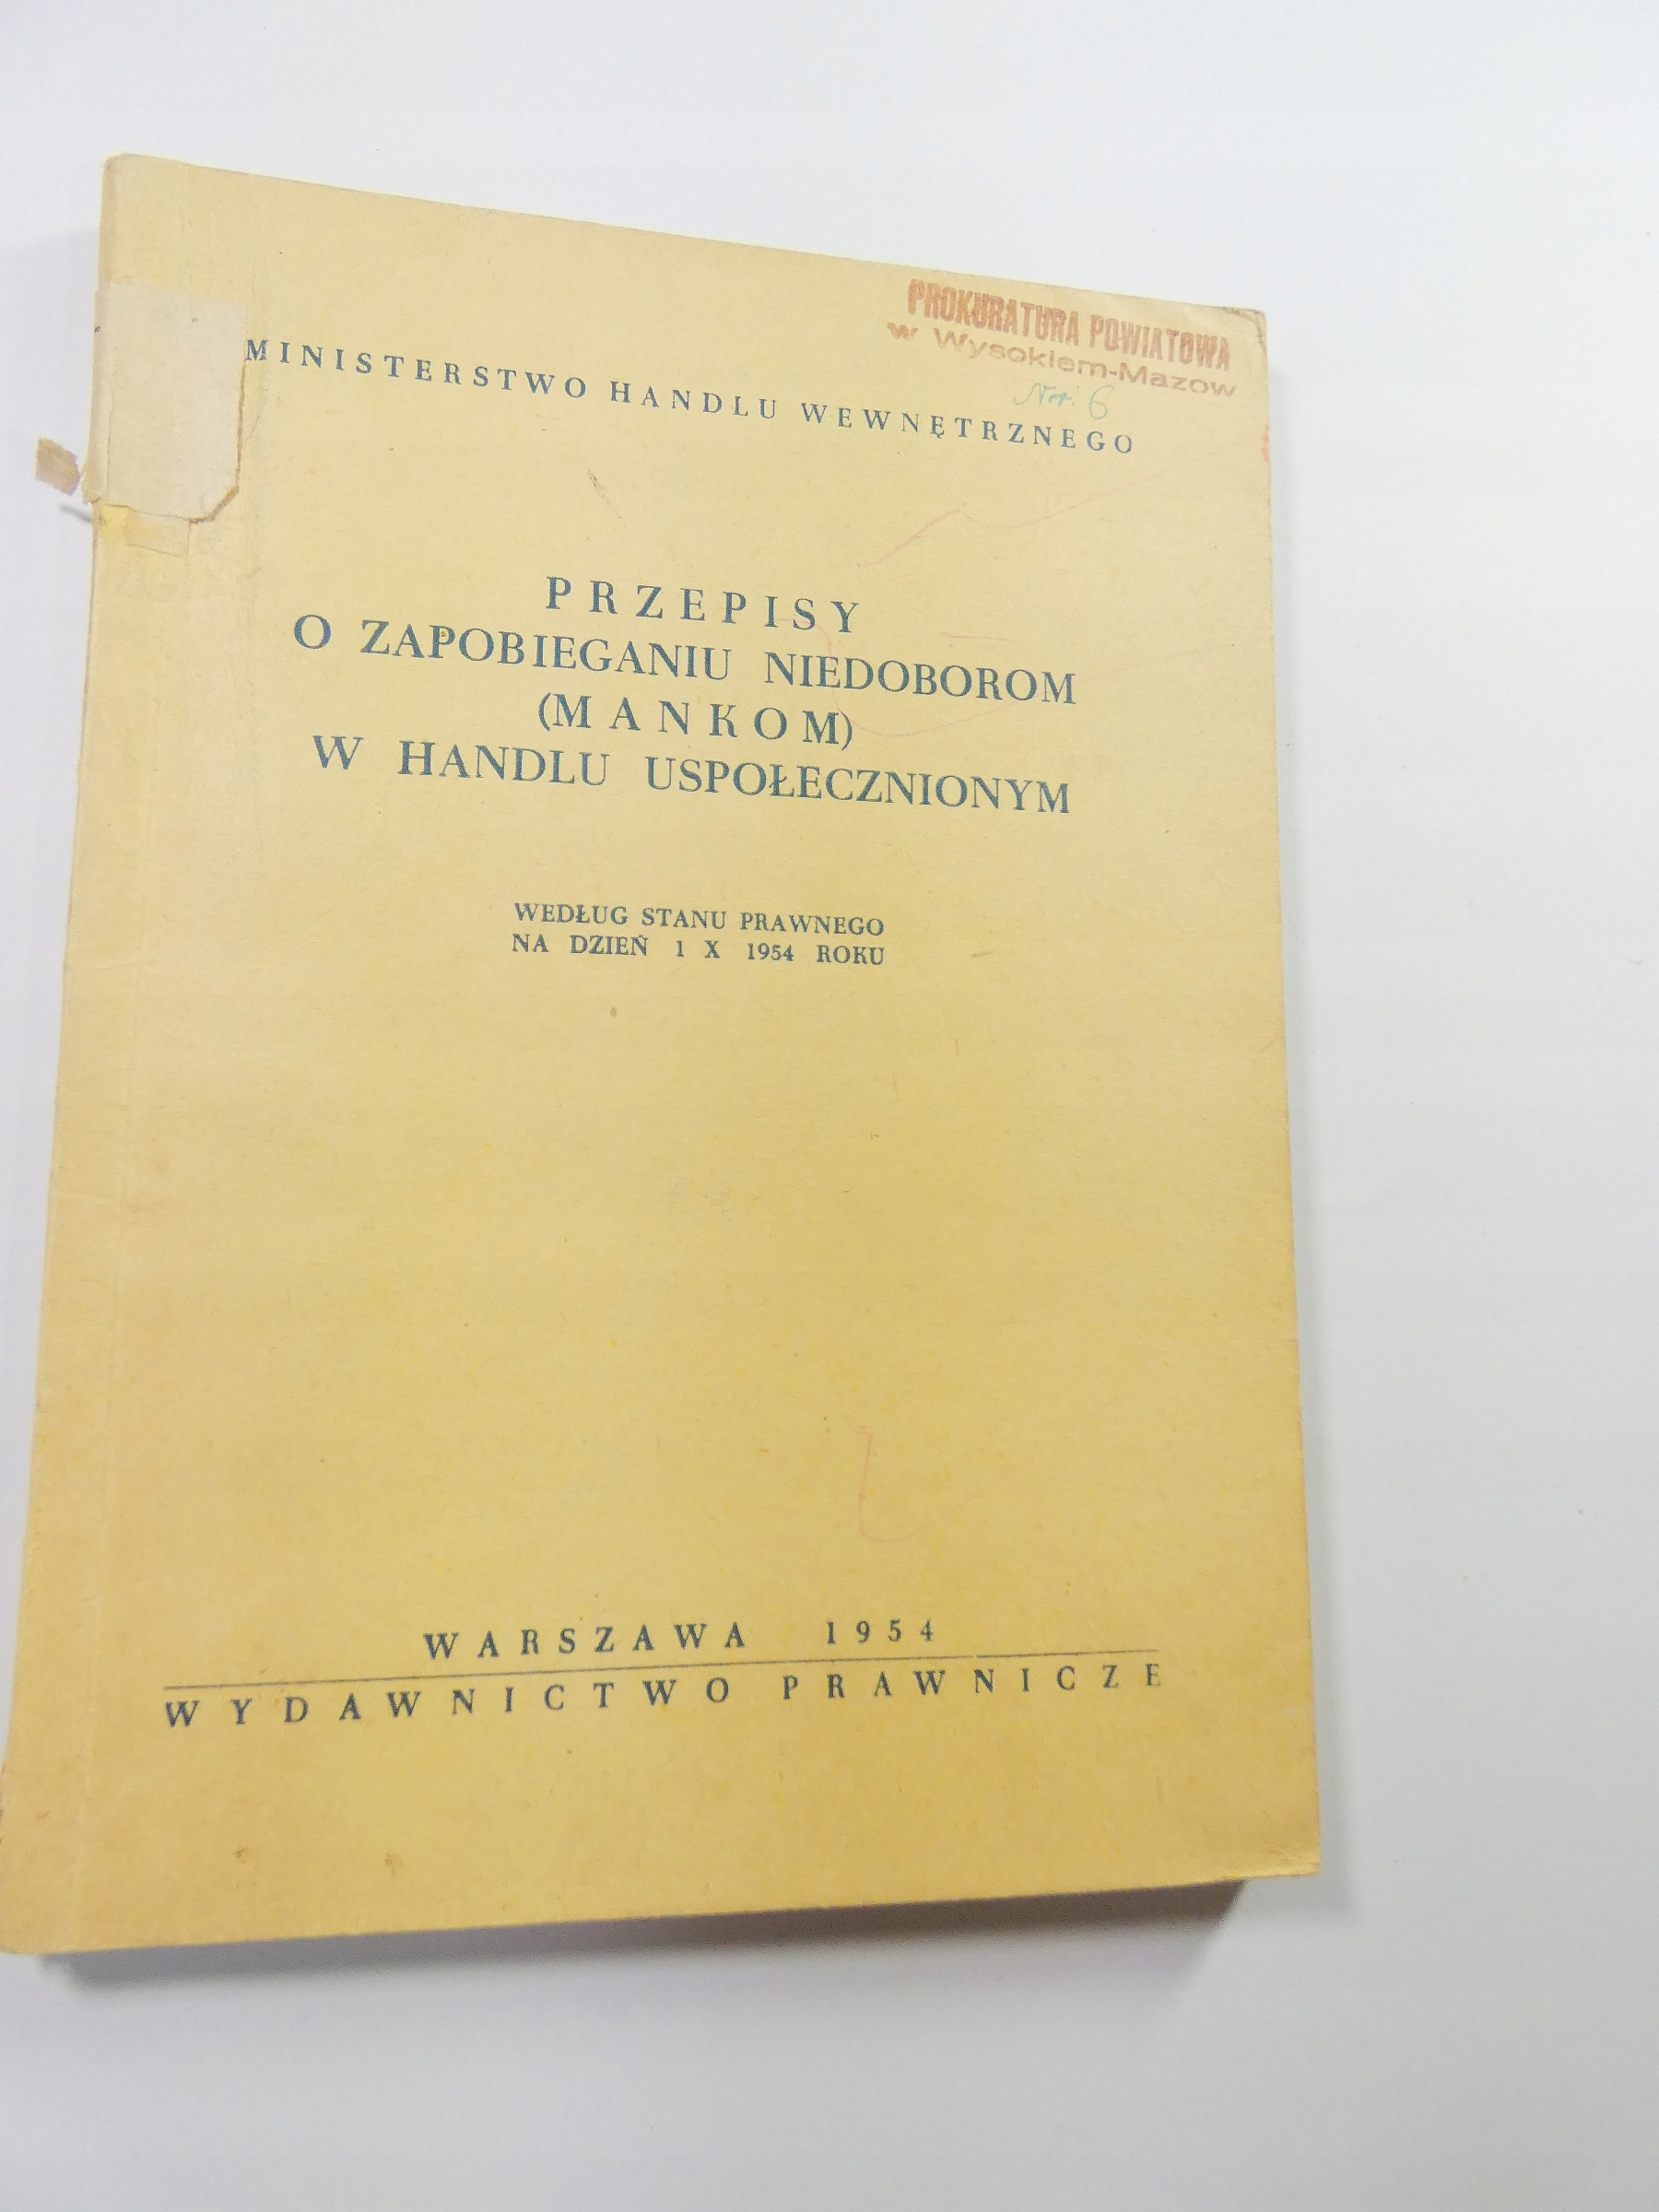 PROKURATURA POWIATOWA
w Wysokiem-Mazow
Nr. 6
MINISTERSTWO HANDLU WEWNĘTRZNEGO
PRZEPISY
O ZAPOBIEGANIU NIEDOBOROM
(MANKOM)
W HANDLU USPOŁECZNIONYM
WEDŁUG STANU PRAWNEGO
NA DZIEŃ 1 X 1954 ROKU
WARSZAWA 1954
WYDAWNICTWO PRAWNICZE